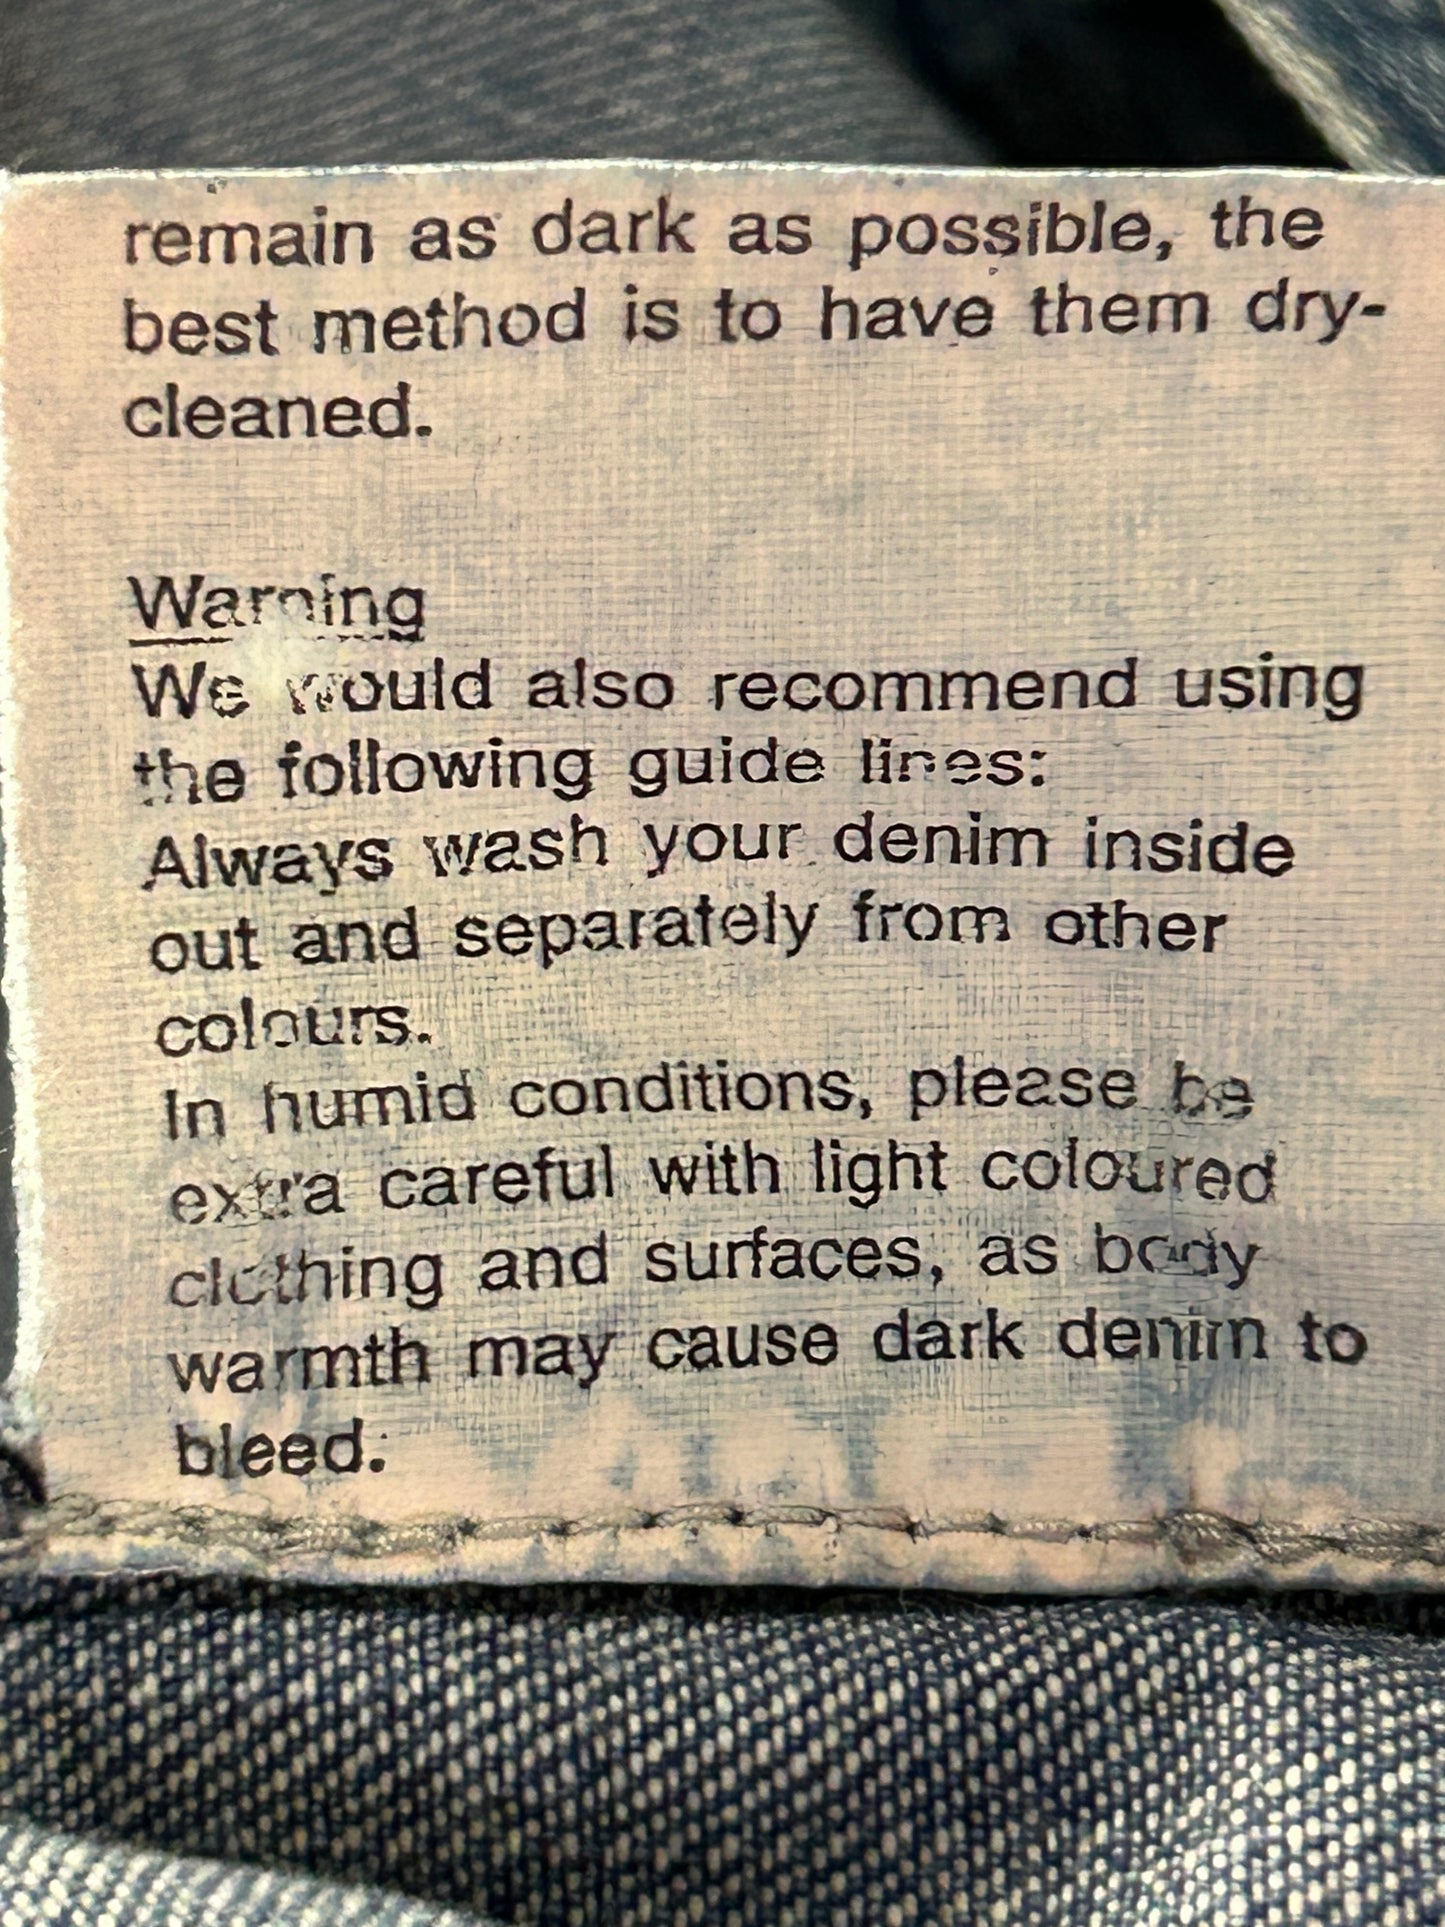 remain as dark as possible, the
best method is to have them dry-
cleaned.
Warning
We would also recommend using
the following guide lines:
Always wash your denim inside
out and separately from other
colours.
In humid conditions, please be
extra careful with light coloured
clothing and surfaces, as body
warmth may cause dark denim to
bleed.